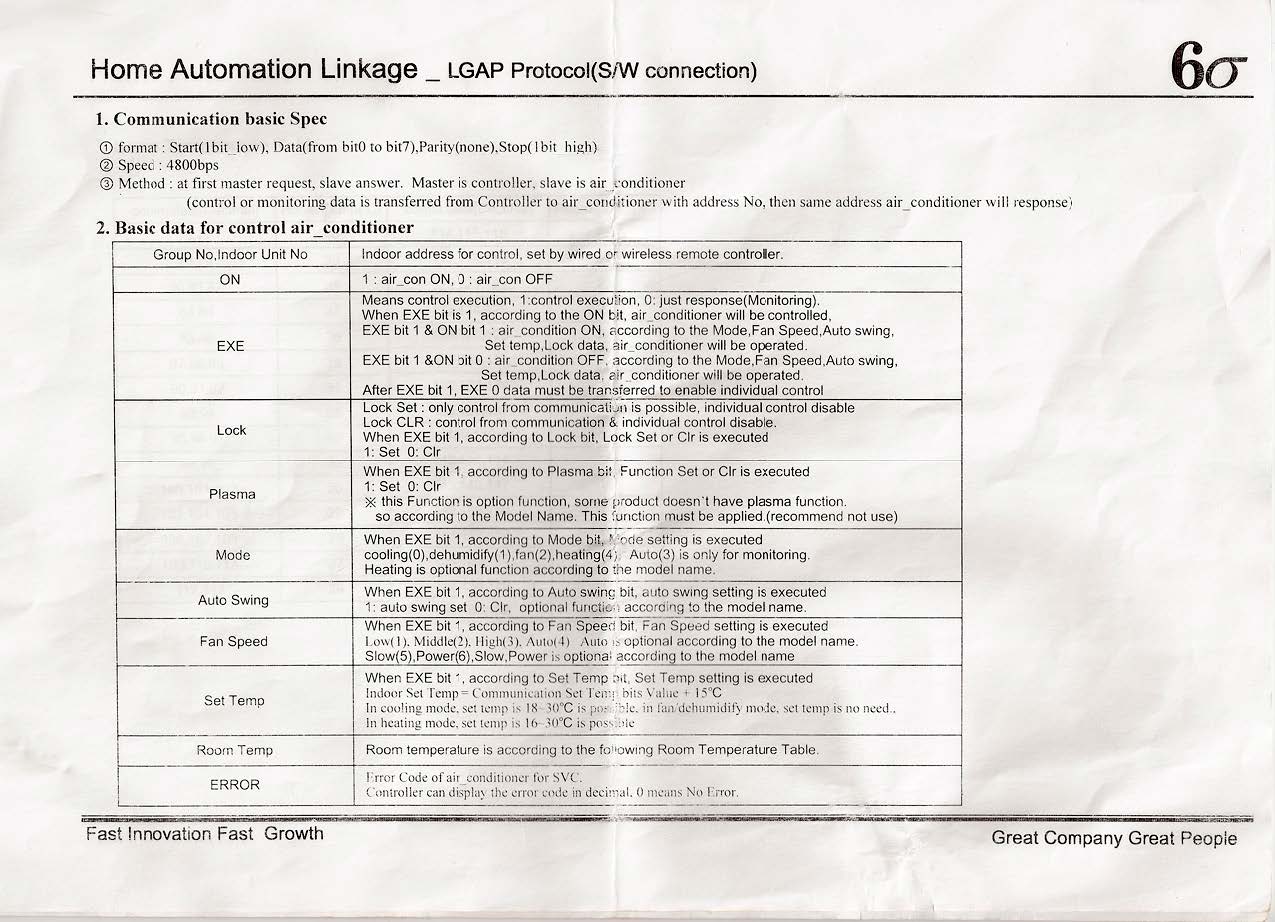 Home Automation Linkage _ LGAP Protocol(S/W connection)
6σ
1. Communication basic Spec
① format : Start(1bit_low), Data(from bit0 to bit7),Parity(none),Stop(1bit_high)
② Speed : 4800bps
③ Method : at first master request, slave answer. Master is controller, slave is air_conditioner
(control or monitoring data is transferred from Controller to air_conditioner with address No, then same address air_conditioner will response)
2. Basic data for control air_conditioner
Group No,Indoor Unit No
Indoor address for control, set by wired or wireless remote controller.
ON
1 : air_con ON, 0 : air_con OFF
EXE
Means control execution, 1:control execution, 0: just response(Monitoring).
When EXE bit is 1, according to the ON bit, air_conditioner will be controlled,
EXE bit 1 & ON bit 1 : air_condition ON, according to the Mode,Fan Speed,Auto swing,
Set temp,Lock data, air_conditioner will be operated.
EXE bit 1 &ON bit 0 : air_condition OFF, according to the Mode,Fan Speed,Auto swing,
Set temp,Lock data, air_conditioner will be operated.
After EXE bit 1, EXE 0 data must be transferred to enable individual control
Lock
Lock Set : only control from communication is possible, individual control disable
Lock CLR : control from communication & individual control disable.
When EXE bit 1, according to Lock bit, Lock Set or Clr is executed
1: Set 0: Clr
Plasma
When EXE bit 1, according to Plasma bit, Function Set or Clr is executed
1: Set 0: Clr
※ this Function is option function, some product doesn't have plasma function.
so according to the Model Name. This function must be applied.(recommend not use)
Mode
When EXE bit 1, according to Mode bit, Mode setting is executed
cooling(0),dehumidify(1),fan(2),heating(4), Auto(3) is only for monitoring.
Heating is optional function according to the model name.
Auto Swing
When EXE bit 1, according to Auto swing bit, auto swing setting is executed
1: auto swing set 0: Clr, optional function according to the model name.
Fan Speed
When EXE bit 1, according to Fan Speed bit, Fan Speed setting is executed
Low(1), Middle(2), High(3), Auto(4) Auto is optional according to the model name.
Slow(5),Power(6),Slow,Power is optional according to the model name
Set Temp
When EXE bit 1, according to Set Temp bit, Set Temp setting is executed
Indoor Set Temp = Communication Set Temp bits Value + 15°C
In cooling mode, set temp is 18~30°C is possible, in fan/dehumidify mode, set temp is no need..
In heating mode, set temp is 16~30°C is possible
Room Temp
Room temperature is according to the following Room Temperature Table.
ERROR
Error Code of air_conditioner for SVC.
Controller can display the error code in decimal, 0 means No Error.
Fast Innovation Fast Growth
Great Company Great People